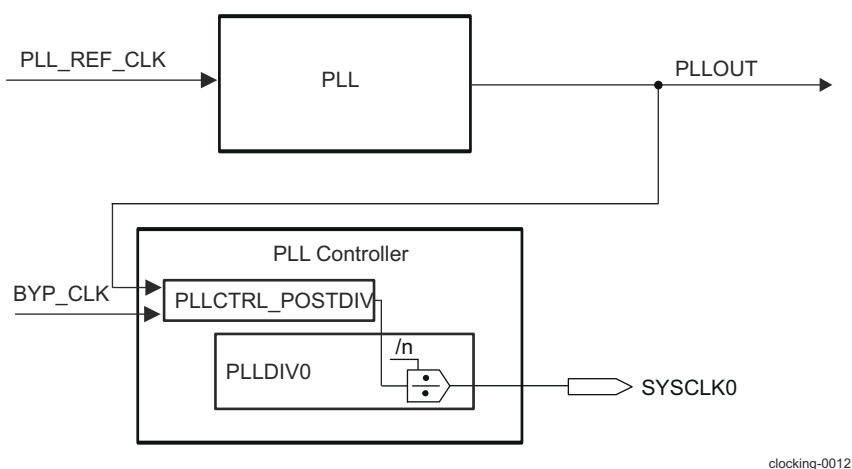 PLL_REF_CLK
PLL
PLLOUT
PLL Controller
BYP_CLK
PLLCTRL_POSTDIV
/n
PLLDIV0
SYSCLK0
clocking-0012